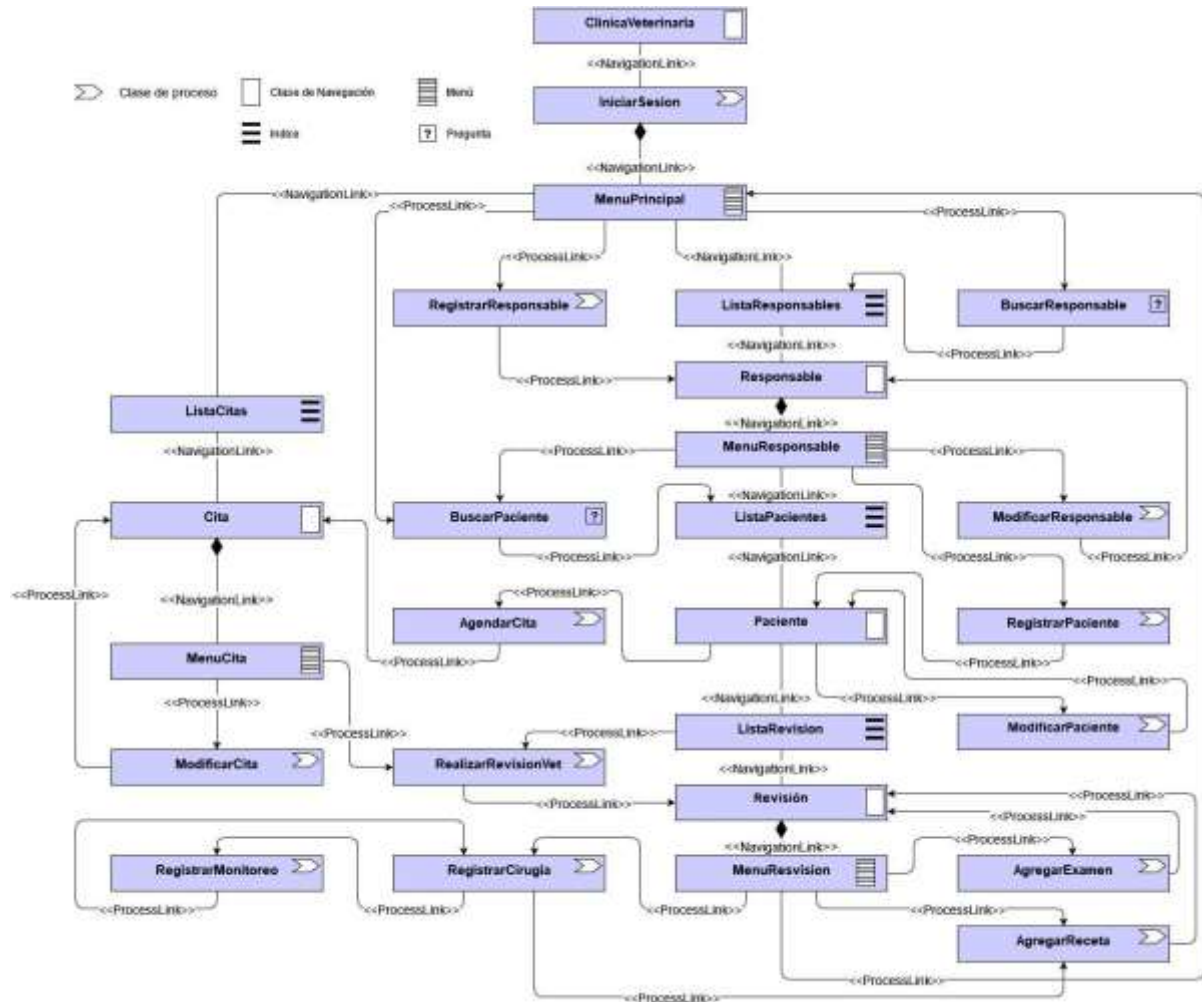 ClinicaVeterinaria
<<NavigationLink>>
Clase de proceso
Clase de Navegación
Menú
IniciarSesion
Indice
? Pregunta
<<NavigationLink>>
<<NavigationLink>>
MenuPrincipal
<<ProcessLink>>
<<ProcessLink>>
<<ProcessLink>>
<<NavigationLink>>
RegistrarResponsable
ListaResponsables
BuscarResponsable ?
<<NavigationLink>>
<<ProcessLink>>
<<ProcessLink>>
Responsable
ListaCitas
<<NavigationLink>>
<<NavigationLink>>
<<ProcessLink>>
MenuResponsable
<<ProcessLink>>
<<NavigationLink>>
Cita
BuscarPaciente ?
ListaPacientes
ModificarResponsable
<<ProcessLink>>
<<NavigationLink>>
<<ProcessLink>>
<<ProcessLink>>
<<NavigationLink>>
<<ProcessLink>>
<<ProcessLink>>
AgendarCita
Paciente
RegistrarPaciente
MenuCita
<<ProcessLink>>
<<ProcessLink>>
<<ProcessLink>>
<<ProcessLink>>
<<NavigationLink>>
<<ProcessLink>>
ListaRevision
ModificarPaciente
<<ProcessLink>>
<<ProcessLink>>
ModificarCita
RealizarRevisionVet
<<NavigationLink>>
Revisión
<<ProcessLink>>
<<ProcessLink>>
<<ProcessLink>>
<<NavigationLink>>
<<ProcessLink>>
<<ProcessLink>>
<<ProcessLink>>
RegistrarMonitoreo
RegistrarCirugia
MenuResvision
AgregarExamen
<<ProcessLink>>
<<ProcessLink>>
<<ProcessLink>>
<<ProcessLink>>
AgregarReceta
<<ProcessLink>>
<<ProcessLink>>